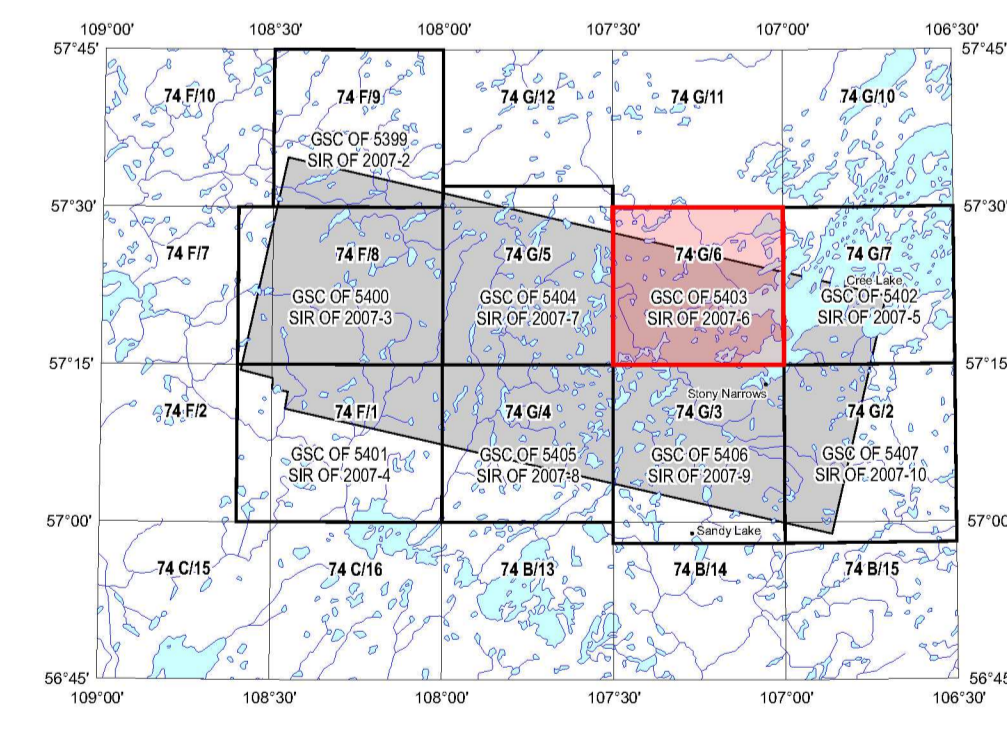 109°00' 108°30' 108°00' 107°30' 107°00' 106°30'
57°45' 57°45'
74 F/10 74 F/9 74 G/12 74 G/11 74 G/10
GSC OF 5399
SIR OF 2007-2
57°30' 57°30'
74 F/7 74 F/8 74 G/5 74 G/6 74 G/7
Cree Lake
GSC OF 5400 GSC OF 5404 GSC OF 5403 GSC OF 5402
SIR OF 2007-3 SIR OF 2007-7 SIR OF 2007-6 SIR OF 2007-5
57°15' 57°15'
Stony Narrows
74 F/2 74 F/1 74 G/4 74 G/3 74 G/2
GSC OF 5401 GSC OF 5405 GSC OF 5406 GSC OF 5407
SIR OF 2007-4 SIR OF 2007-8 SIR OF 2007-9 SIR OF 2007-10
57°00' 57°00
Sandy Lake
74 C/15 74 C/16 74 B/13 74 B/14 74 B/15
56°45' 56°45
109°00' 108°30' 108°00' 107°30' 107°00' 106°30'